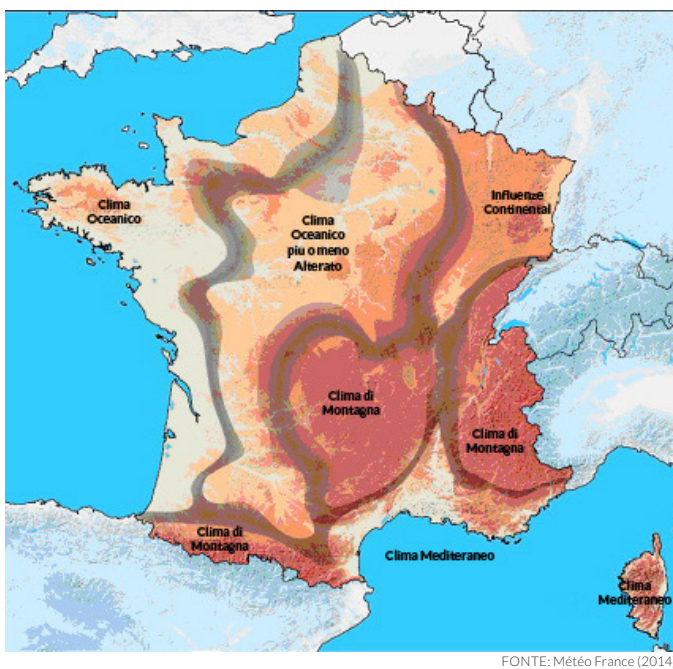 Clima
Oceanico
Clima
Oceanico
piu o meno
Alterato
Influenze
Continental
Clima di
Montagna
Clima di
Montagna
Clima di
Montagna
Clima Mediteraneo
Clima
Mediteraneo
FONTE: Météo France (2014